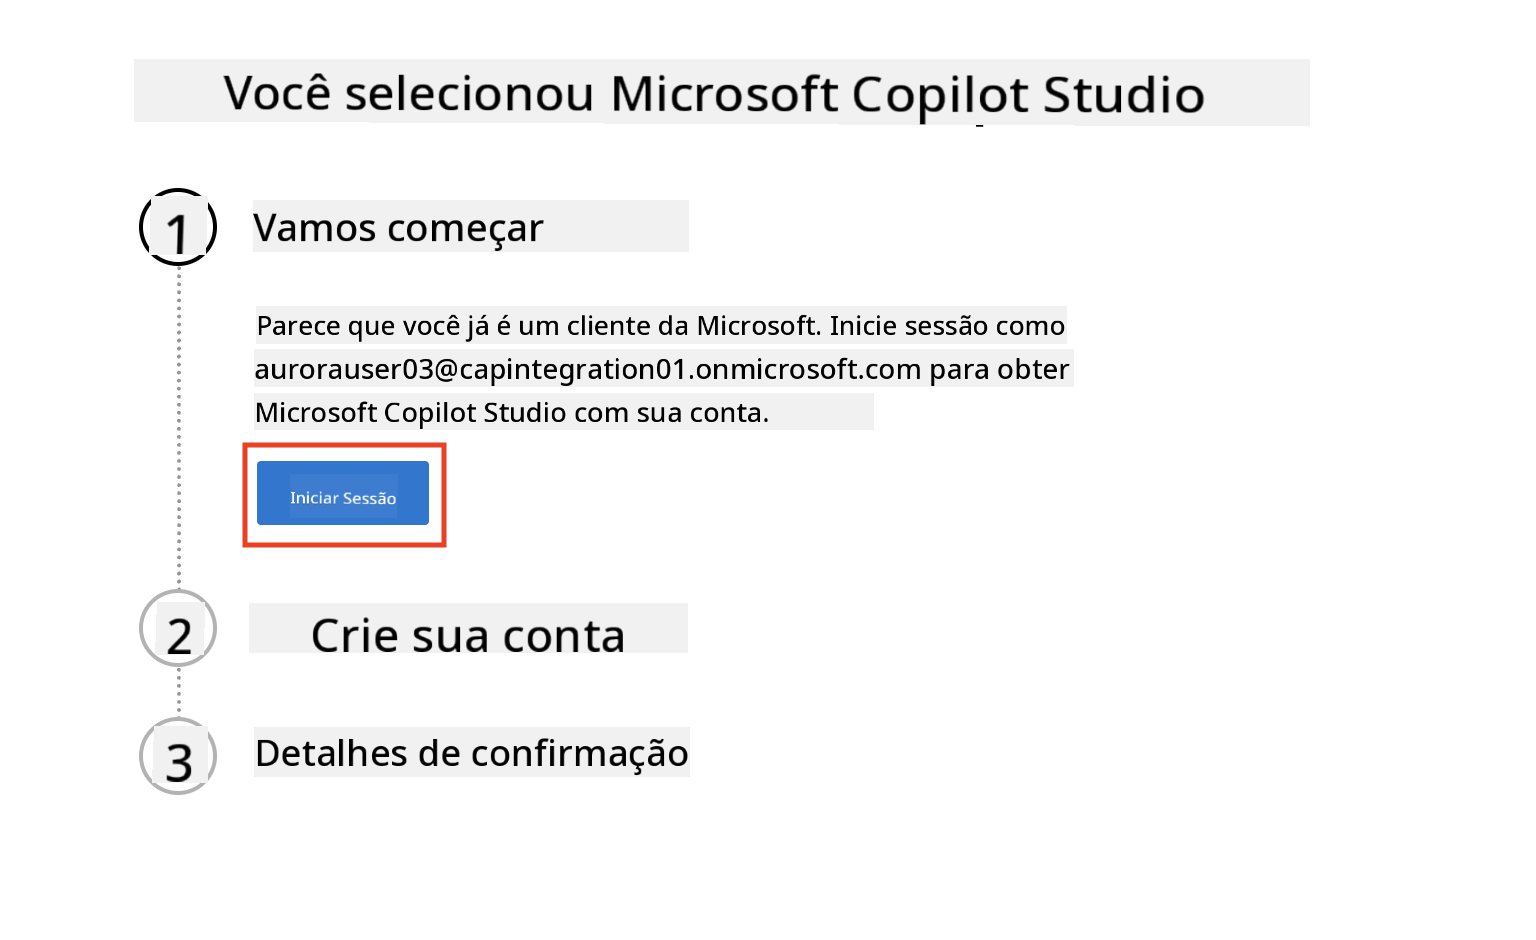 Você selecionou Microsoft Copilot Studio
1
Vamos começar
Parece que você já é um cliente da Microsoft. Inicie sessão como
aurorauser03@capintegration01.onmicrosoft.com para obter
Microsoft Copilot Studio com sua conta.
Iniciar Sessão
2
Crie sua conta
3
Detalhes de confirmação